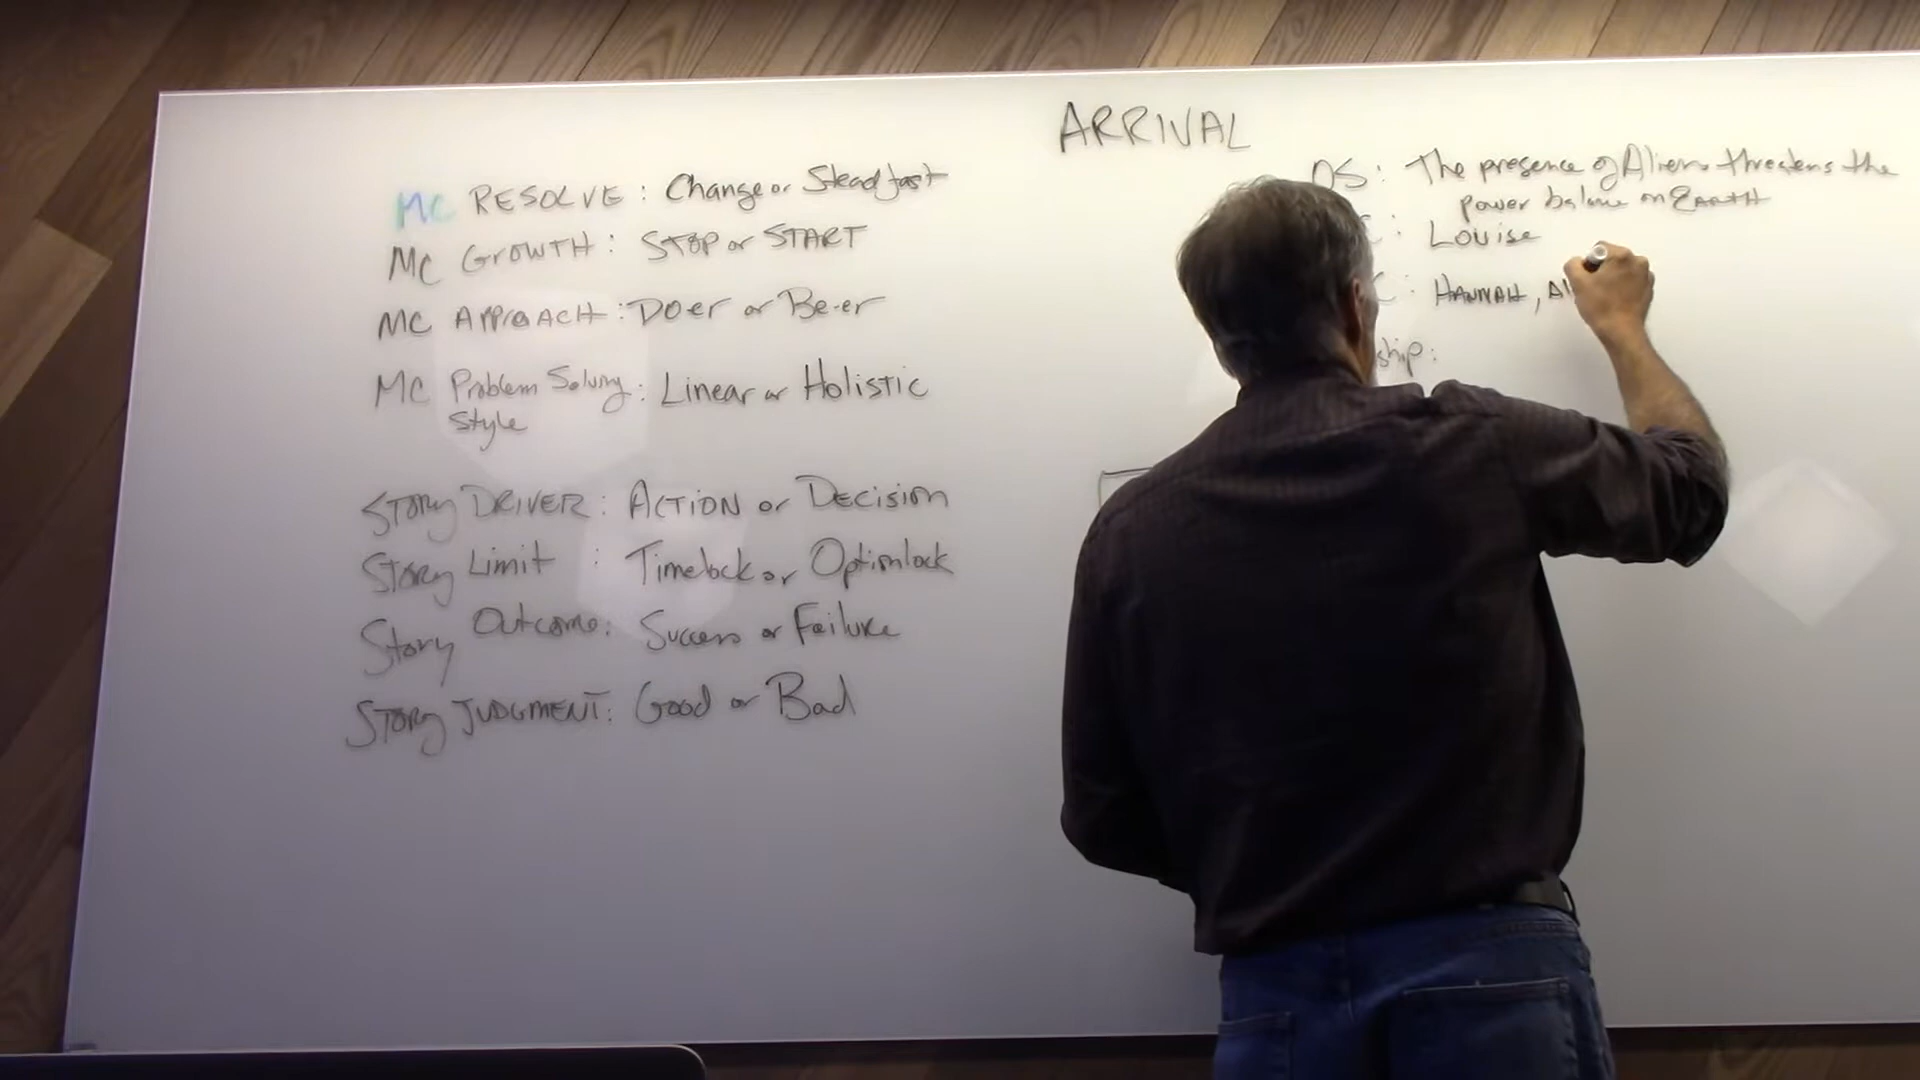 ARRIVAL
MC RESOLVE : Change or Steadfast
MC GROWTH : STOP or START
MC APPROACH : DOer or Be-er
MC Problem Solving : Linear or Holistic
Style
STORY DRIVER : ACTION or Decision
Story Limit : Timelock or Optionlock
Story Outcome : Success or Failure
STORY JUDGMENT : Good or Bad
OS : The presence of Aliens threatens the
power balance on EARTH
C : Louise
C : HANNAH, Al
ship :